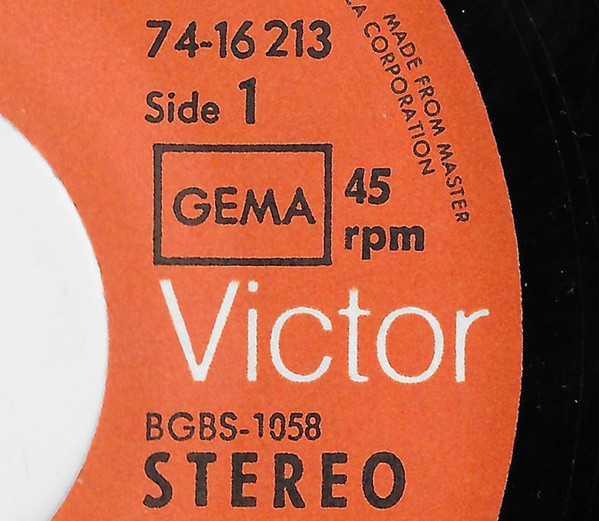 74-16 213
Side 1
GEMA
45
rpm
Victor
BGBS-1058
STEREO
MADE FROM MASTER
CORPORATION